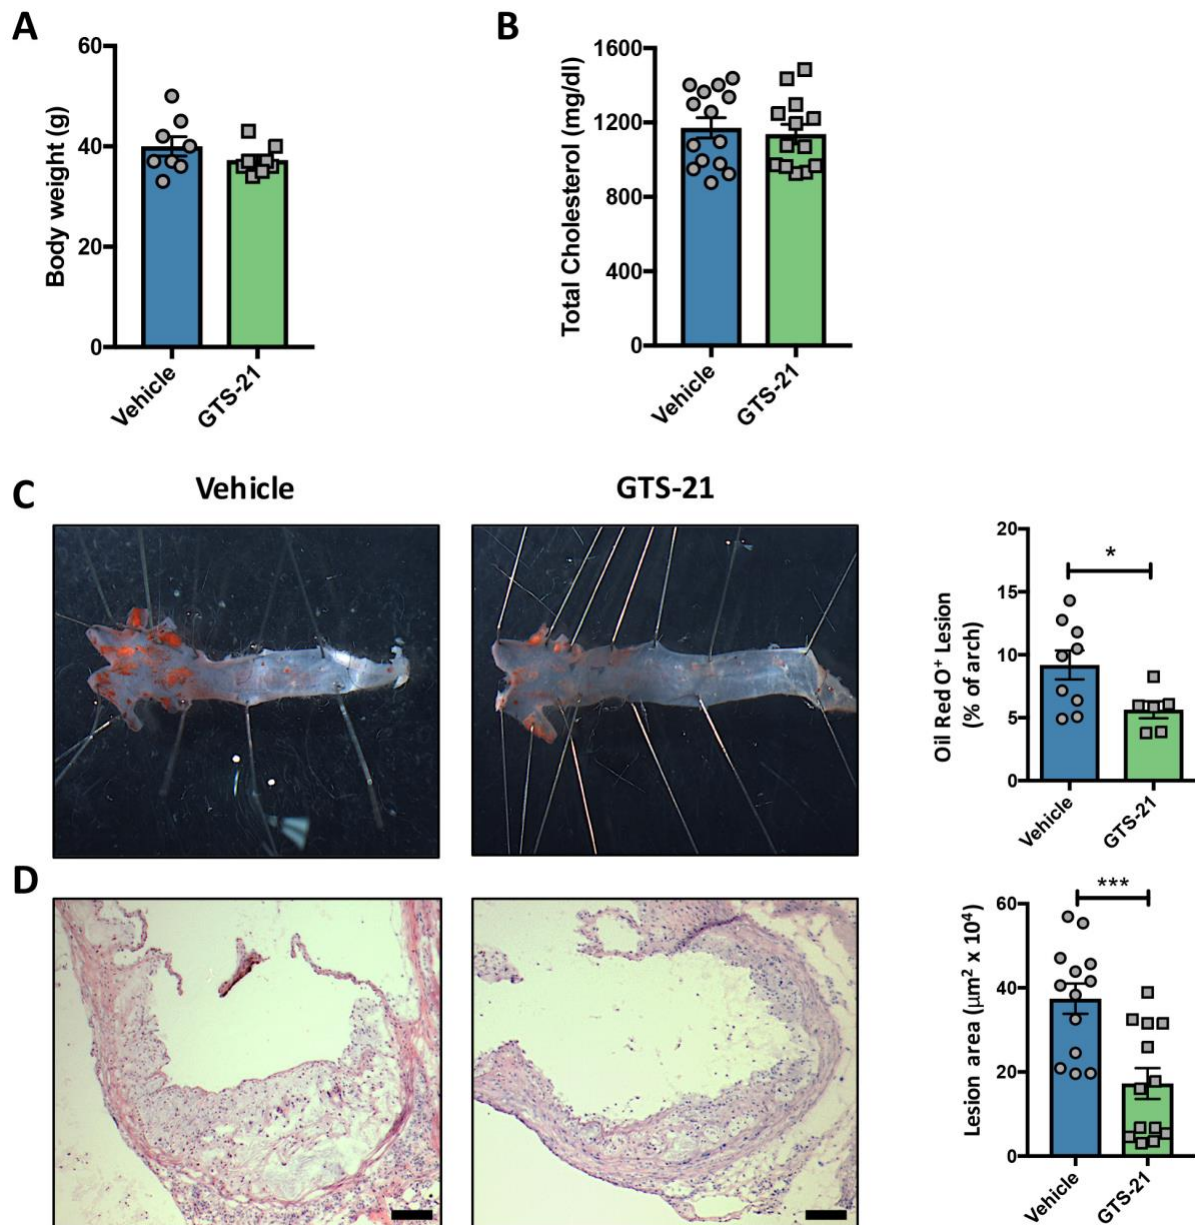 A
60
40
20
0
Body weight (g)
Vehicle
GTS-21
B
1600
1200
800
400
0
Total Cholesterol (mg/dl)
Vehicle
GTS-21
C
Vehicle
GTS-21
20
15
10
5
0
Oil Red O⁺ Lesion
(% of arch)
*
Vehicle
GTS-21
D
60
40
20
0
Lesion area (μm² x 10⁴)
***
Vehicle
GTS-21